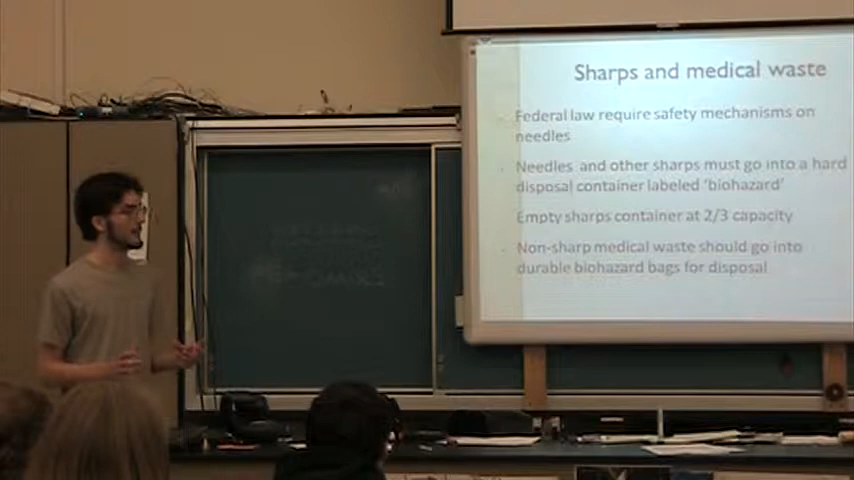 Sharps and medical waste
Federal law require safety mechanisms on
needles
Needles and other sharps must go into a hard
disposal container labeled 'biohazard'
Empty sharps container at 2/3 capacity
Non-sharp medical waste should go into
durable biohazard bags for disposal